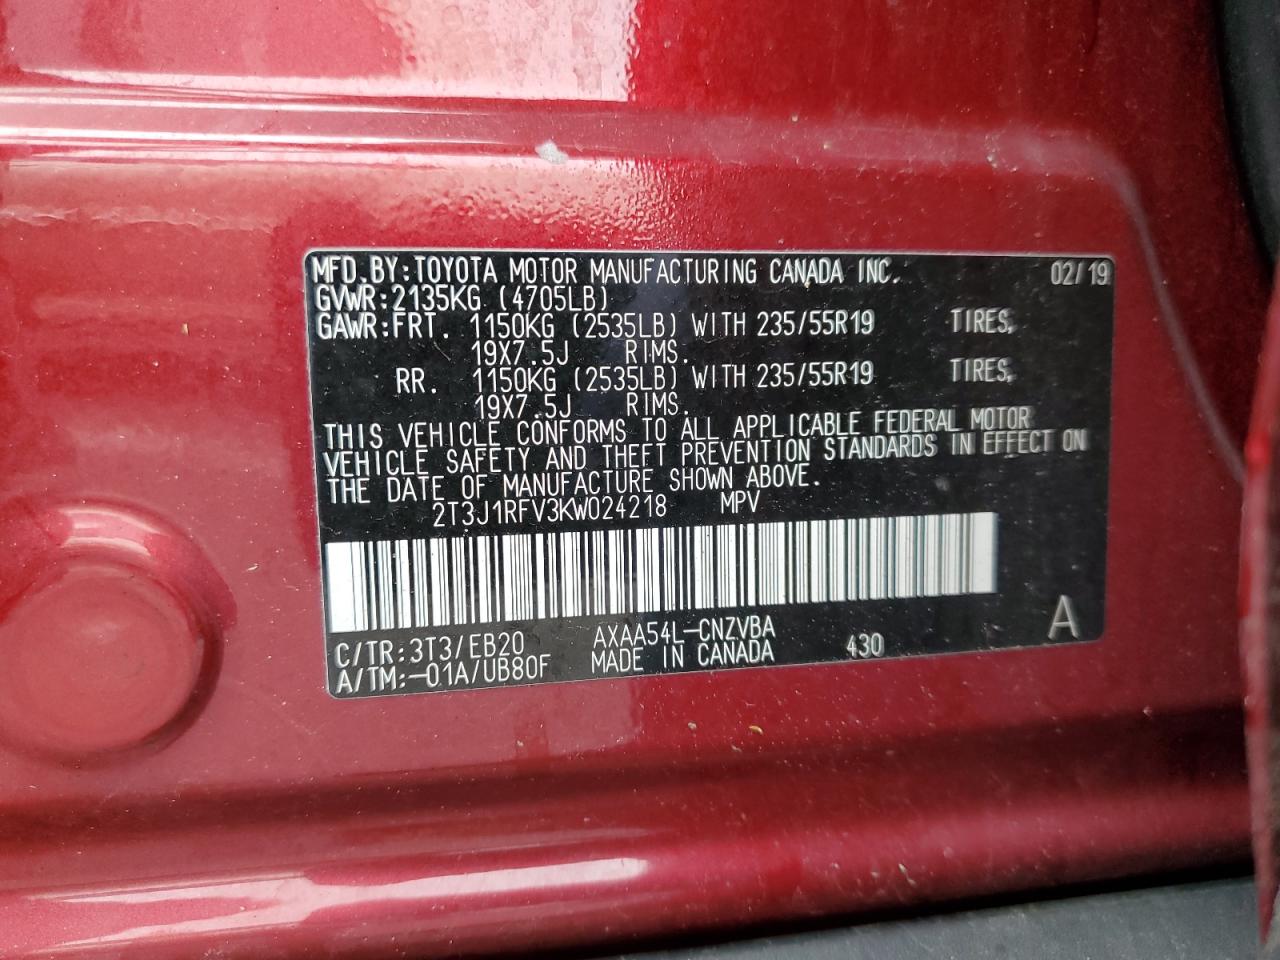 MFD.BY:TOYOTA MOTOR MANUFACTURING CANADA INC. 02/19
GVWR:2135KG (4705LB)
GAWR:FRT. 1150KG (2535LB) WITH 235/55R19 TIRES,
19X7.5J RIMS.
RR. 1150KG (2535LB) WITH 235/55R19 TIRES,
19X7.5J RIMS.
THIS VEHICLE CONFORMS TO ALL APPLICABLE FEDERAL MOTOR
VEHICLE SAFETY AND THEFT PREVENTION STANDARDS IN EFFECT ON
THE DATE OF MANUFACTURE SHOWN ABOVE.
2T3J1RFV3KW024218 MPV
C/TR:3T3/EB20 AXAA54L-CNZVBA 430 A
A/TM:-01A/UB80F MADE IN CANADA